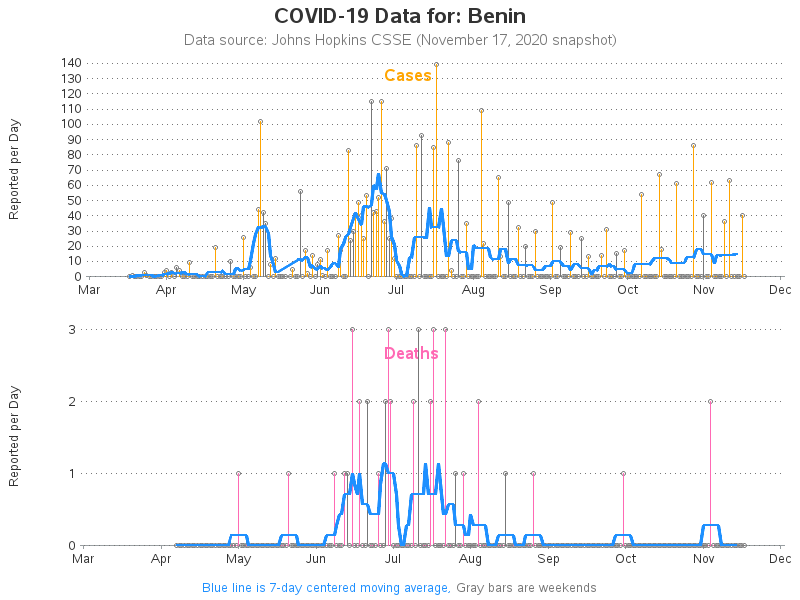 COVID-19 Data for: Benin
Data source: Johns Hopkins CSSE (November 17, 2020 snapshot)
Reported per Day
140
130
120
110
100
90
80
70
60
50
40
30
20
10
0
Cases
Mar Apr May Jun Jul Aug Sep Oct Nov Dec
Reported per Day
3
2
1
0
Deaths
Mar Apr May Jun Jul Aug Sep Oct Nov Dec
Blue line is 7-day centered moving average, Gray bars are weekends